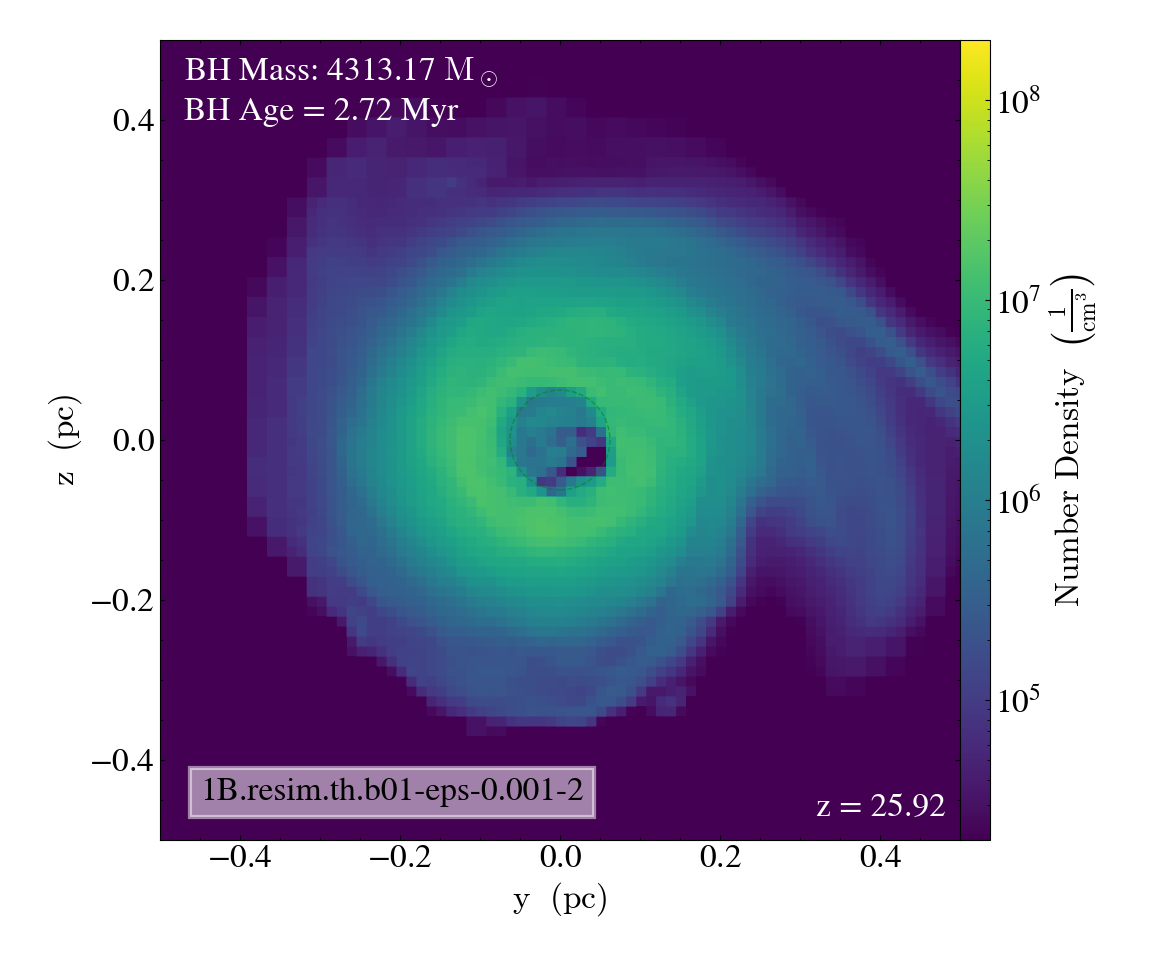 BH Mass: 4313.17 M⊙
BH Age = 2.72 Myr
0.4
0.2
0.0
−0.2
−0.4
z (pc)
1B.resim.th.b01-eps-0.001-2
z = 25.92
−0.4 −0.2 0.0 0.2 0.4
y (pc)
10⁸
10⁷
10⁶
10⁵
Number Density (1/cm³)